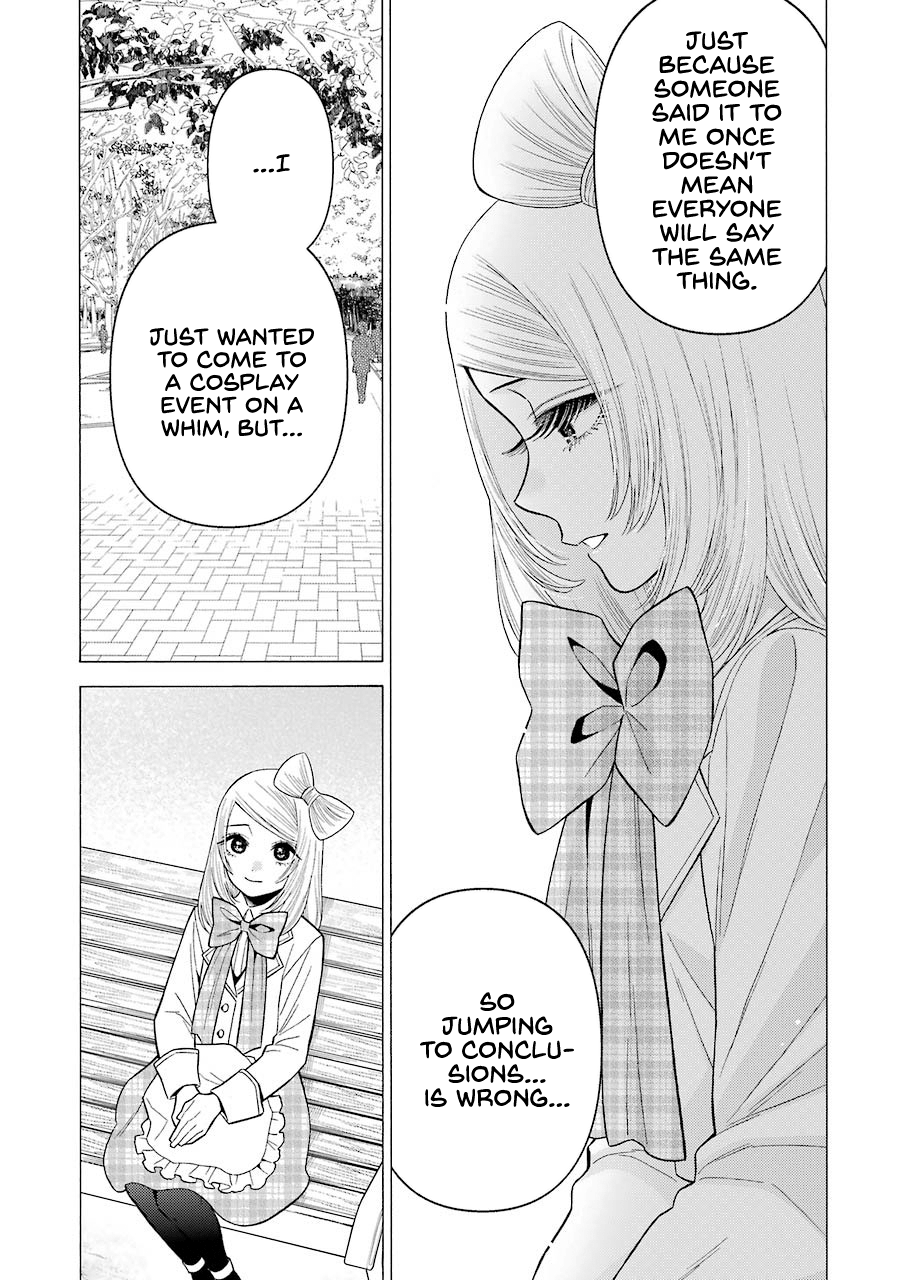 JUST
BECAUSE
SOMEONE
SAID IT TO
ME ONCE
DOESN'T
MEAN
EVERYONE
WILL SAY
THE SAME
THING.
SO
JUMPING
TO CONCLU-
SIONS...
IS WRONG...
...I
JUST WANTED
TO COME TO
A COSPLAY
EVENT ON A
WHIM, BUT...